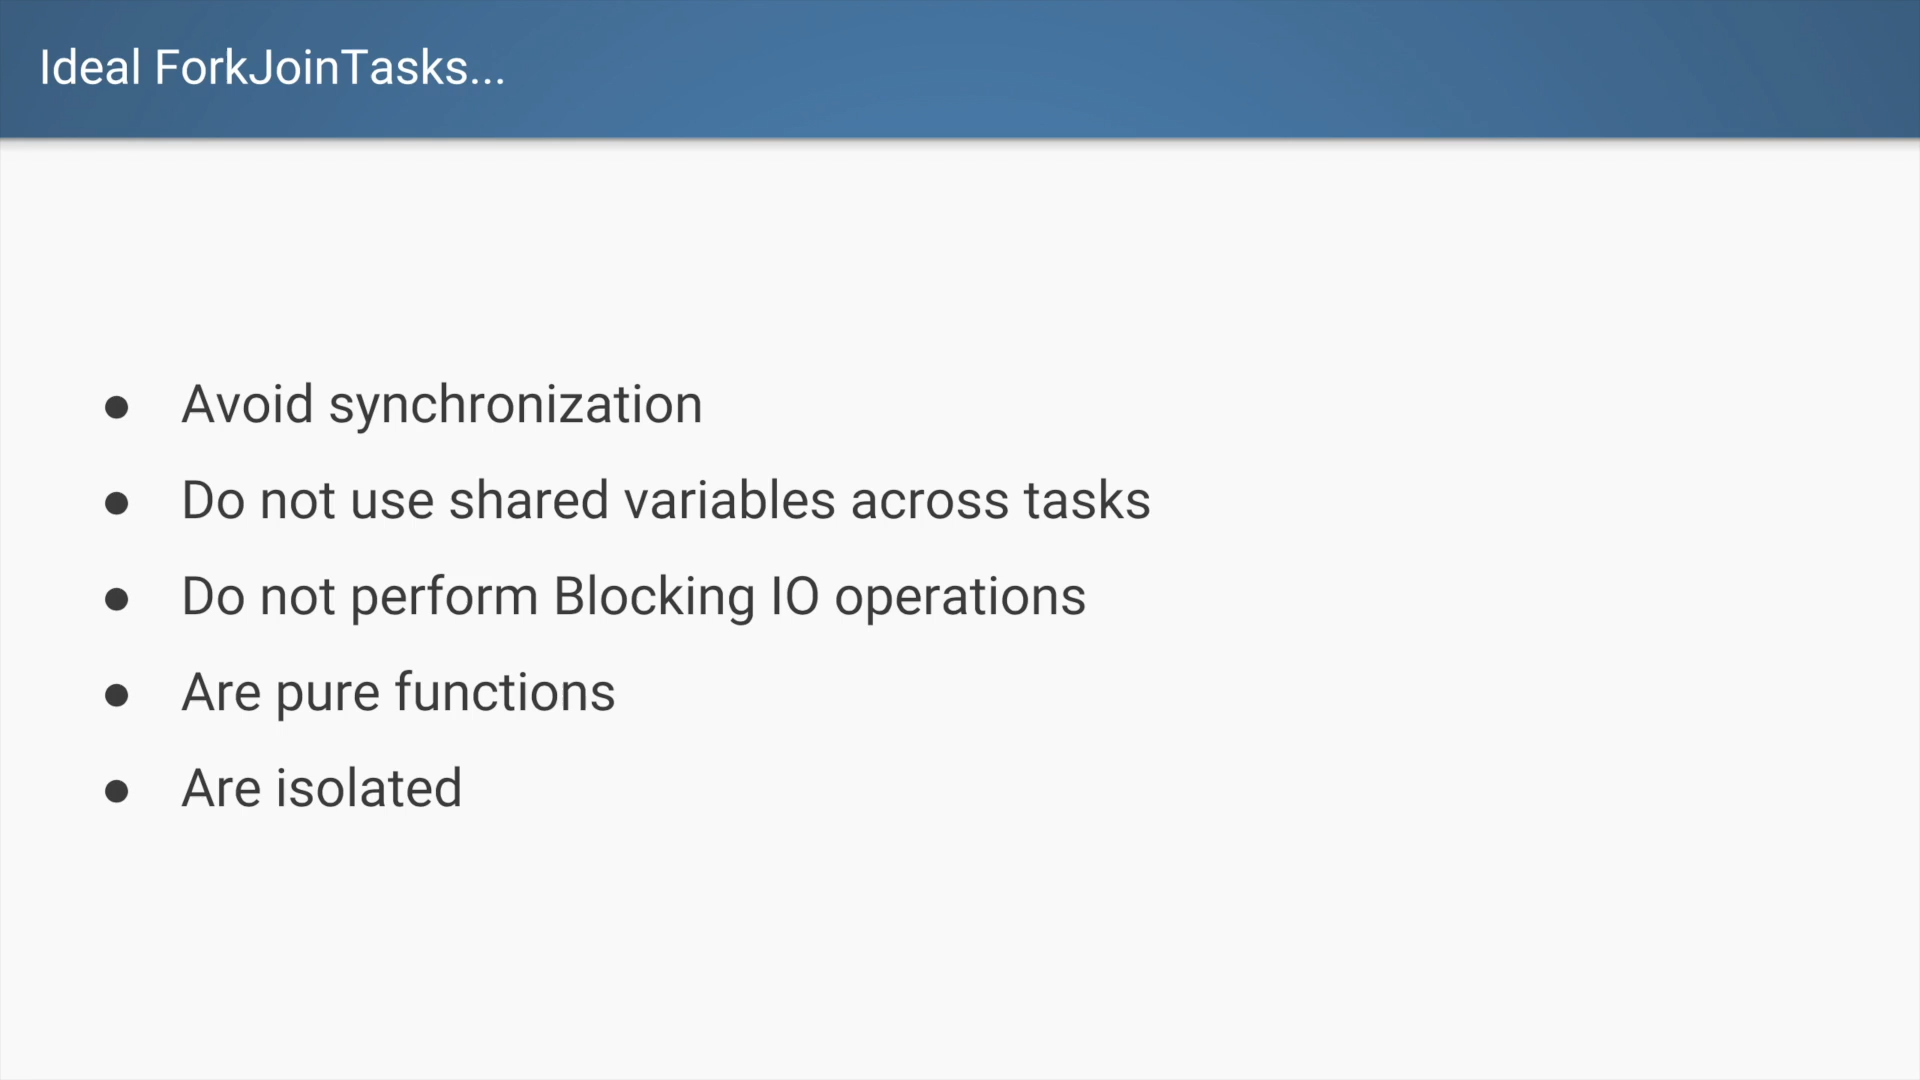 Ideal ForkJoinTasks...
● Avoid synchronization
● Do not use shared variables across tasks
● Do not perform Blocking IO operations
● Are pure functions
● Are isolated